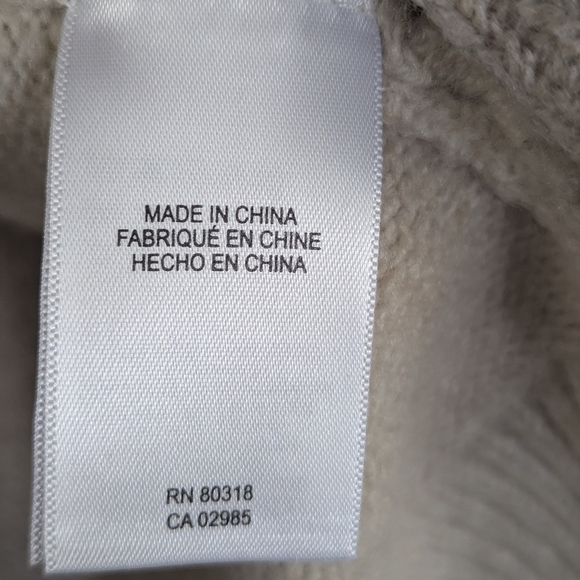 MADE IN CHINA
FABRIQUÉ EN CHINE
HECHO EN CHINA
RN 80318
CA 02985